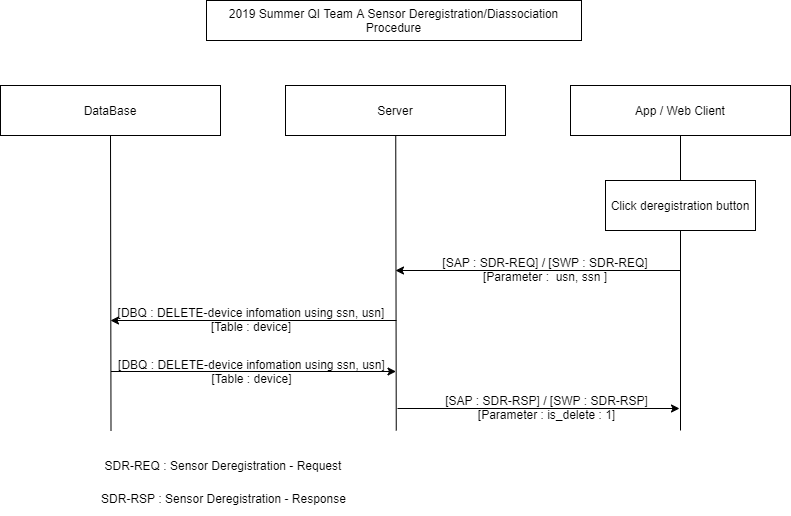 2019 Summer QI Team A Sensor Deregistration/Diassociation
Procedure
DataBase
Server
App / Web Client
Click deregistration button
[SAP : SDR-REQ] / [SWP : SDR-REQ]
[Parameter : usn, ssn ]
[DBQ : DELETE-device infomation using ssn, usn]
[Table : device]
[DBQ : DELETE-device infomation using ssn, usn]
[Table : device]
[SAP : SDR-RSP] / [SWP : SDR-RSP]
[Parameter : is_delete : 1]
SDR-REQ : Sensor Deregistration - Request
SDR-RSP : Sensor Deregistration - Response